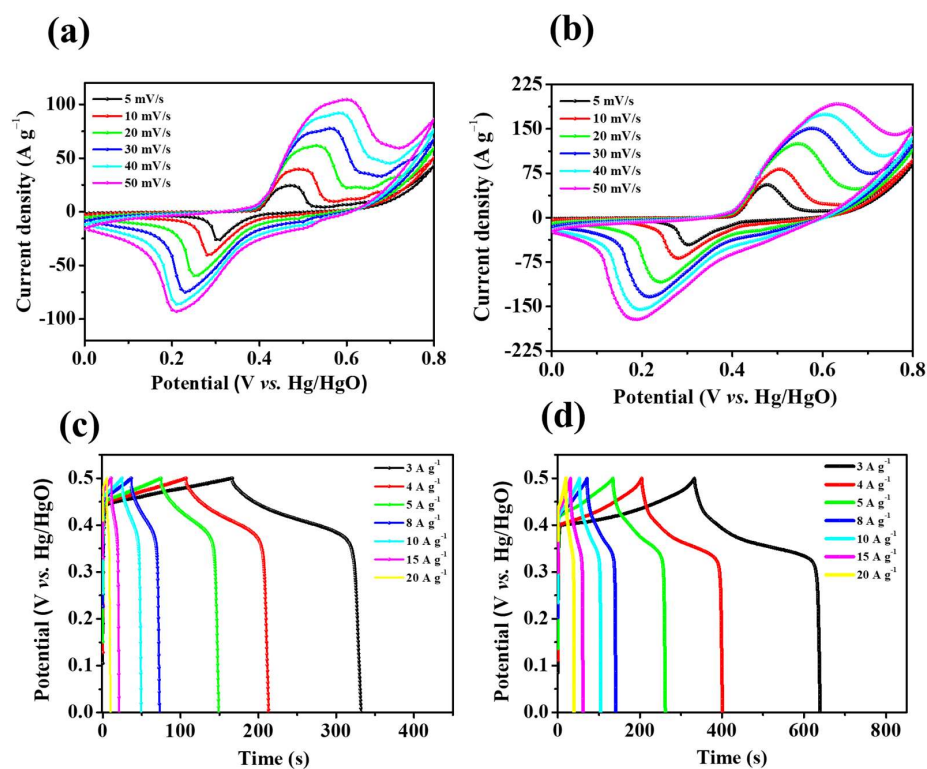 (a)
Current density (A g⁻¹)
100
50
0
-50
-100
5 mV/s
10 mV/s
20 mV/s
30 mV/s
40 mV/s
50 mV/s
0.0 0.2 0.4 0.6 0.8
Potential (V vs. Hg/HgO)
(b)
Current density (A g⁻¹)
225
150
75
0
-75
-150
-225
5 mV/s
10 mV/s
20 mV/s
30 mV/s
40 mV/s
50 mV/s
0.0 0.2 0.4 0.6 0.8
Potential (V vs. Hg/HgO)
(c)
Potential (V vs. Hg/HgO)
0.5
0.4
0.3
0.2
0.1
0.0
3 A g⁻¹
4 A g⁻¹
5 A g⁻¹
8 A g⁻¹
10 A g⁻¹
15 A g⁻¹
20 A g⁻¹
0 100 200 300 400
Time (s)
(d)
Potential (V vs. Hg/HgO)
0.5
0.4
0.3
0.2
0.1
0.0
3 A g⁻¹
4 A g⁻¹
5 A g⁻¹
8 A g⁻¹
10 A g⁻¹
15 A g⁻¹
20 A g⁻¹
0 200 400 600 800
Time (s)